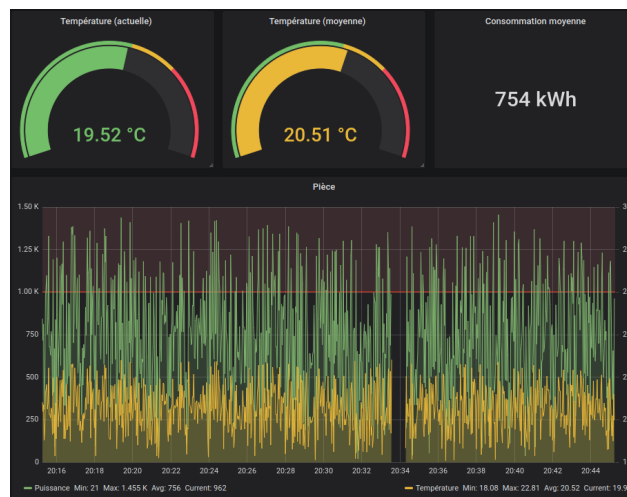 Température (actuelle)
Température (moyenne)
Consommation moyenne
19.52 °C
20.51 °C
754 kWh
Pièce
1.50 K
1.25 K
1.00 K
750
500
250
0
20:16 20:18 20:20 20:22 20:24 20:26 20:28 20:30 20:32 20:34 20:36 20:38 20:40 20:42 20:44
Puissance Min: 21 Max: 1.455 K Avg: 756 Current: 962
Température Min: 18.08 Max: 22.81 Avg: 20.52 Current: 19.9